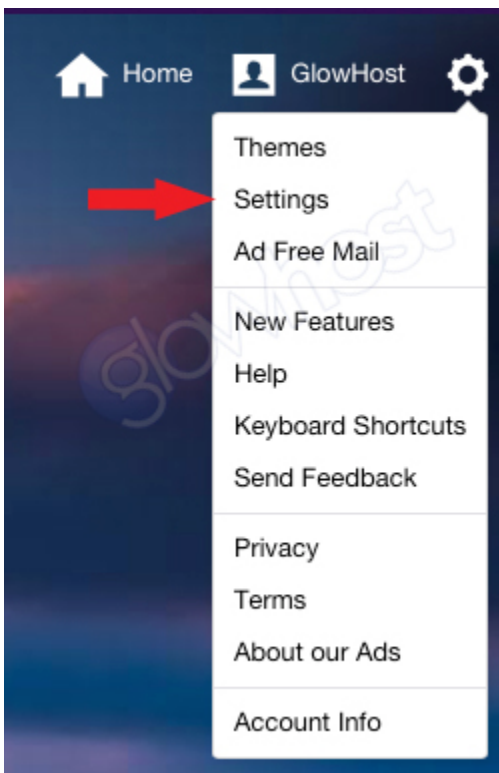 Home
GlowHost
Themes
Settings
Ad Free Mail
New Features
Help
Keyboard Shortcuts
Send Feedback
Privacy
Terms
About our Ads
Account Info
glowhost